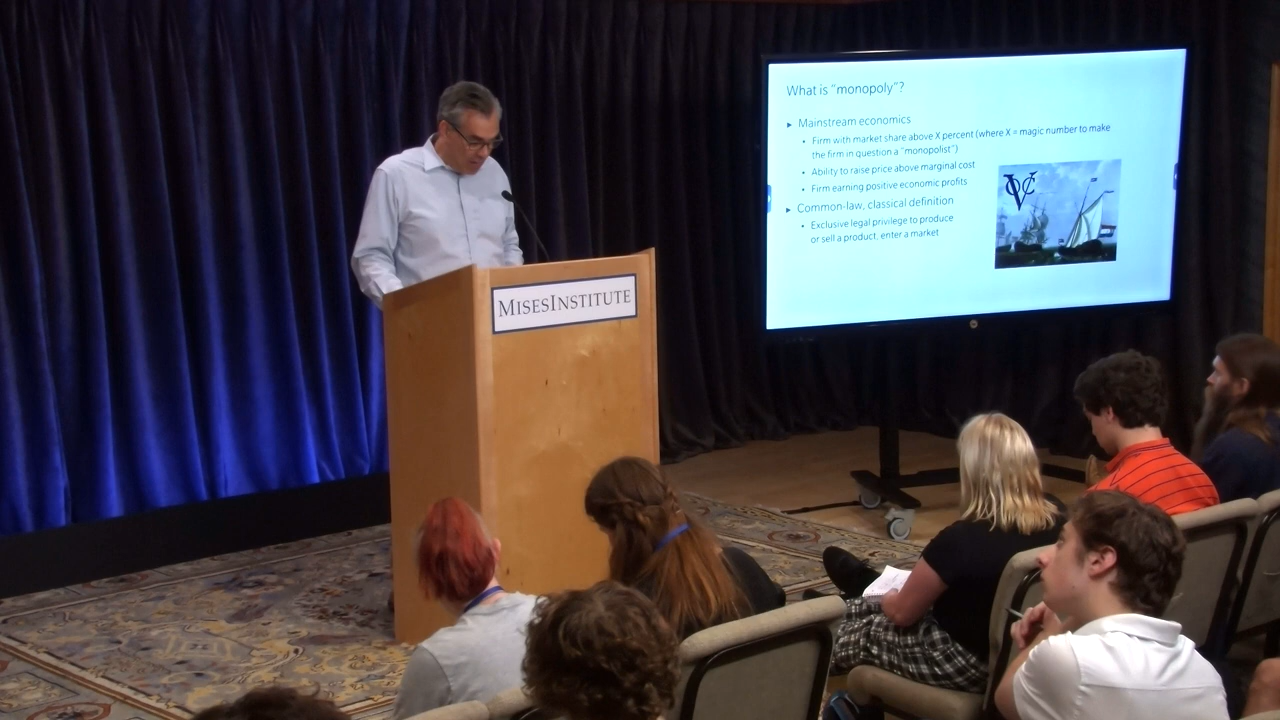 What is "monopoly"?
▸ Mainstream economics
• Firm with market share above X percent (where X = magic number to make
the firm in question a "monopolist")
• Ability to raise price above marginal cost
• Firm earning positive economic profits
▸ Common-law, classical definition
• Exclusive legal privilege to produce
or sell a product, enter a market
VOC
MISESINSTITUTE